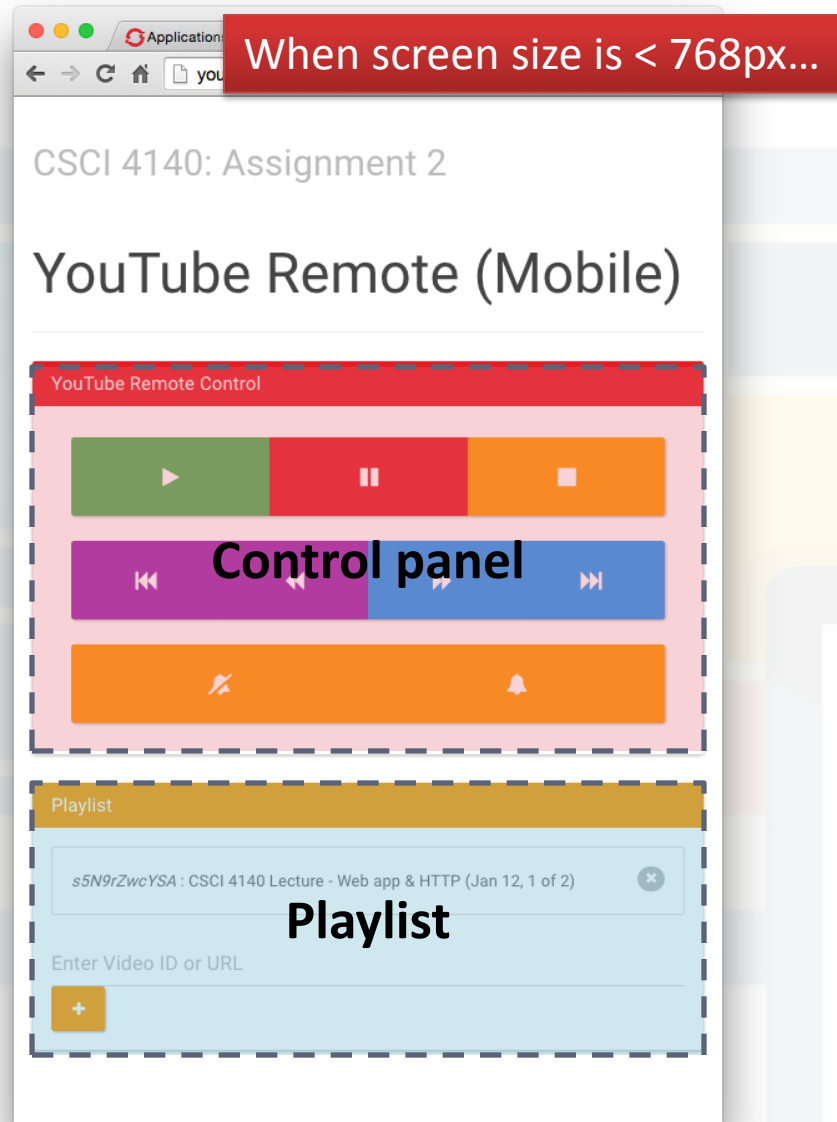 Application
When screen size is < 768px...
you
CSCI 4140: Assignment 2
YouTube Remote (Mobile)
YouTube Remote Control
Control panel
Playlist
s5N9rZwcYSA : CSCI 4140 Lecture - Web app & HTTP (Jan 12, 1 of 2)
Playlist
Enter Video ID or URL